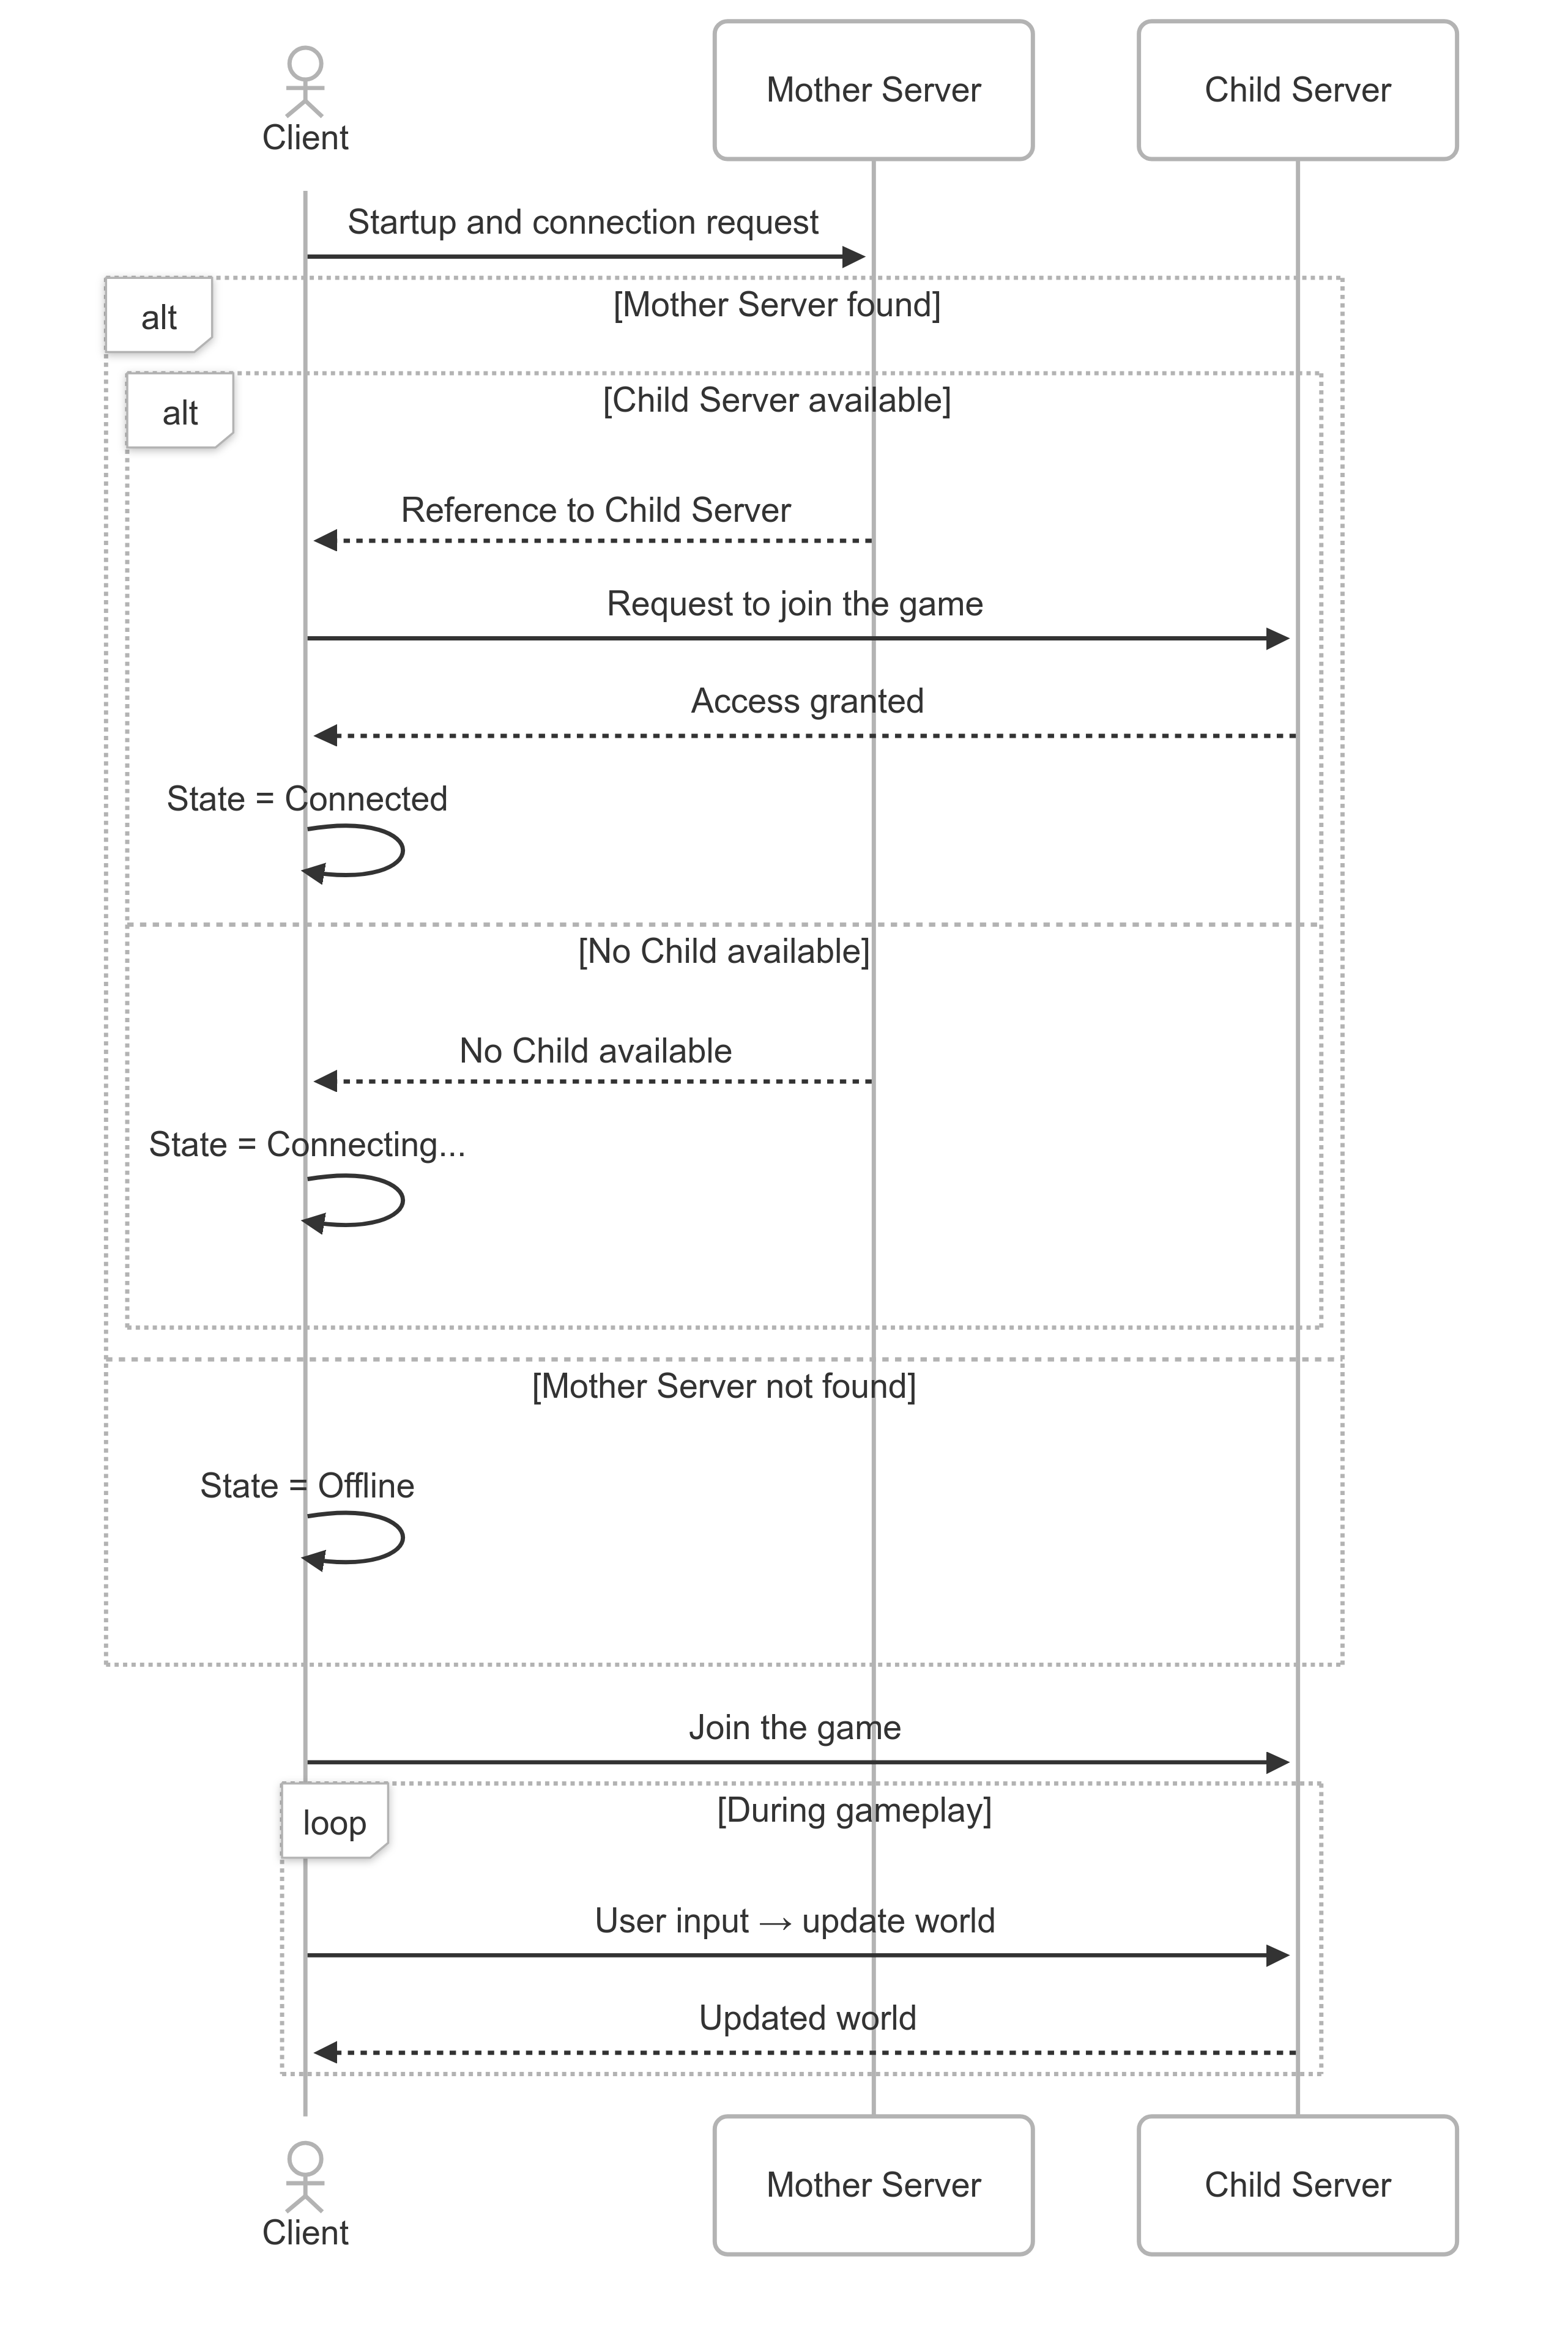 Client
Mother Server
Child Server
Startup and connection request
alt
[Mother Server found]
alt
[Child Server available]
Reference to Child Server
Request to join the game
Access granted
State = Connected
[No Child available]
No Child available
State = Connecting...
[Mother Server not found]
State = Offline
Join the game
loop
[During gameplay]
User input → update world
Updated world
Client
Mother Server
Child Server